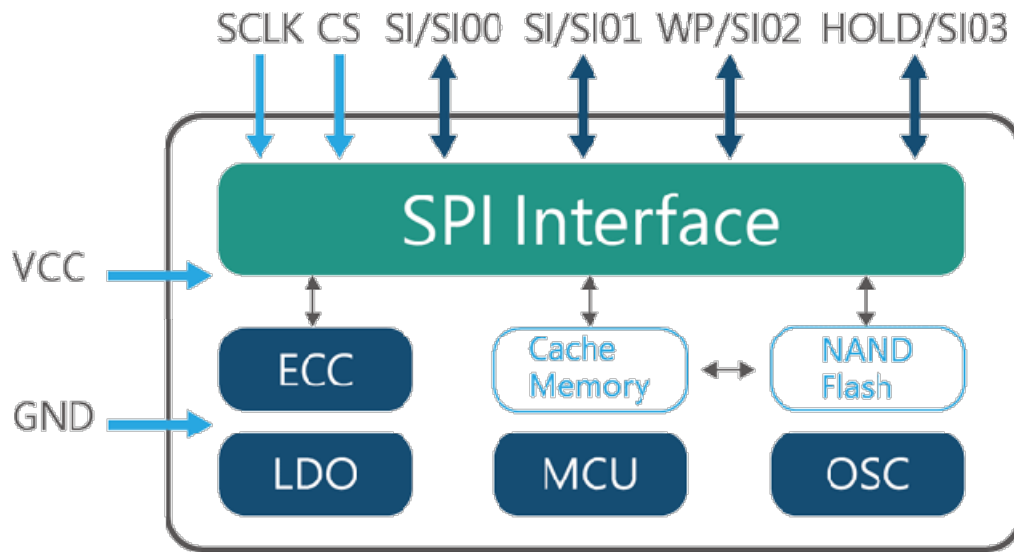 SCLK CS SI/SI00 SI/SI01 WP/SI02 HOLD/SI03
SPI Interface
VCC
ECC
Cache
Memory
NAND
Flash
GND
LDO
MCU
OSC